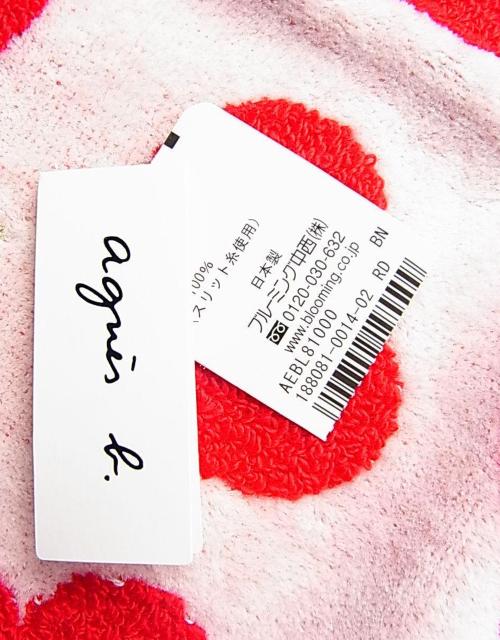 agnès b.
00%
スリット糸使用)
日本製
ブルーミング中西(株)
0120-030-632
www.blooming.co.jp
AEBL81000
188081-0014-02 RD BN